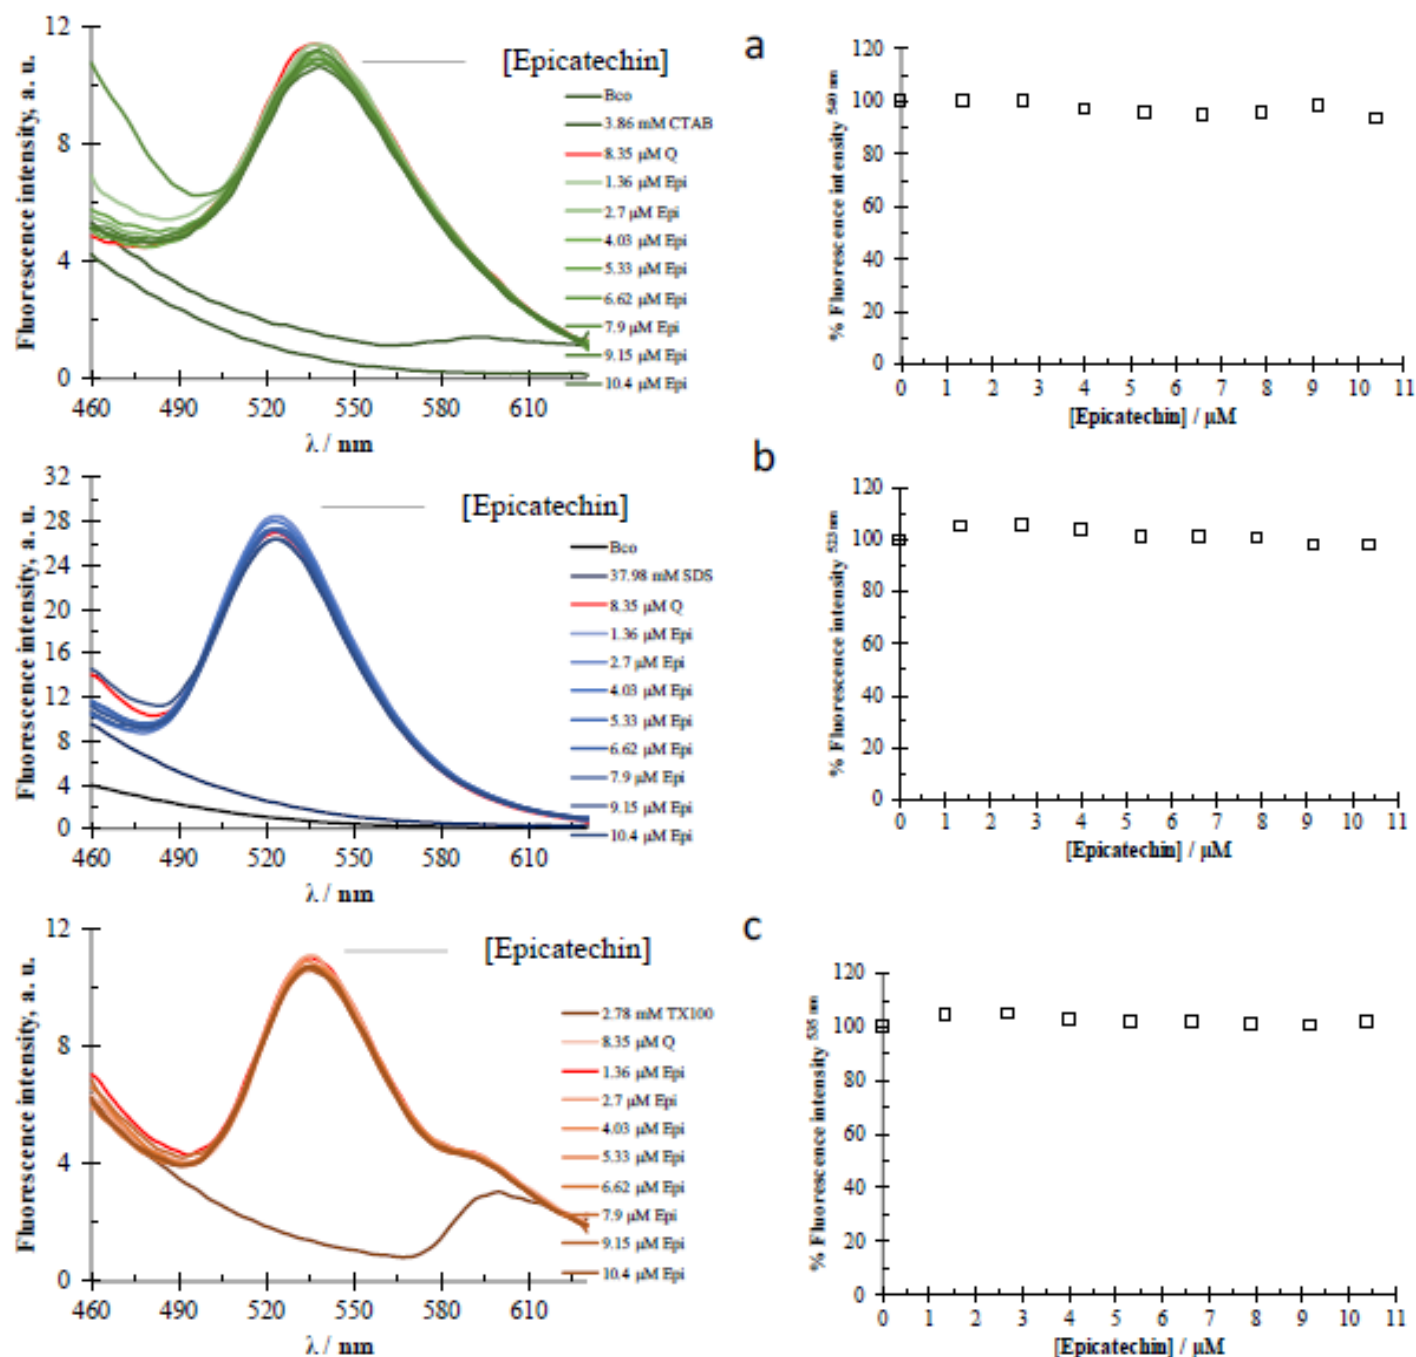 a
12
8
4
0
Fluorescence intensity, a. u.
460 490 520 550 580 610
λ / nm
[Epicatechin]
Bco
3.86 mM CTAB
8.35 μM Q
1.36 μM Epi
2.7 μM Epi
4.03 μM Epi
5.33 μM Epi
6.62 μM Epi
7.9 μM Epi
9.15 μM Epi
10.4 μM Epi
% Fluorescence intensity 540 nm
120
100
80
60
40
20
0
0 1 2 3 4 5 6 7 8 9 10 11
[Epicatechin] / μM
b
32
28
24
20
16
12
8
4
0
Fluorescence intensity, a. u.
460 490 520 550 580 610
λ / nm
[Epicatechin]
Bco
37.98 mM SDS
8.35 μM Q
1.36 μM Epi
2.7 μM Epi
4.03 μM Epi
5.33 μM Epi
6.62 μM Epi
7.9 μM Epi
9.15 μM Epi
10.4 μM Epi
% Fluorescence intensity 523 nm
120
100
80
60
40
20
0
0 1 2 3 4 5 6 7 8 9 10 11
[Epicatechin] / μM
c
12
8
4
0
Fluorescence intensity, a. u.
460 490 520 550 580 610
λ / nm
[Epicatechin]
2.78 mM TX100
8.35 μM Q
1.36 μM Epi
2.7 μM Epi
4.03 μM Epi
5.33 μM Epi
6.62 μM Epi
7.9 μM Epi
9.15 μM Epi
10.4 μM Epi
% Fluorescence intensity 535 nm
120
100
80
60
40
20
0
0 1 2 3 4 5 6 7 8 9 10 11
[Epicatechin] / μM